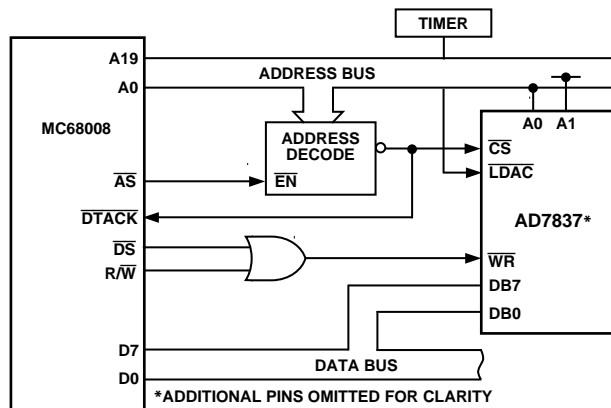 TIMER
A19
ADDRESS BUS
A0
A0 A1
MC68008
ADDRESS
DECODE
CS
EN
LDAC
AS
AD7837*
DTACK
DS
WR
R/W
DB7
DB0
D7
DATA BUS
D0
*ADDITIONAL PINS OMITTED FOR CLARITY